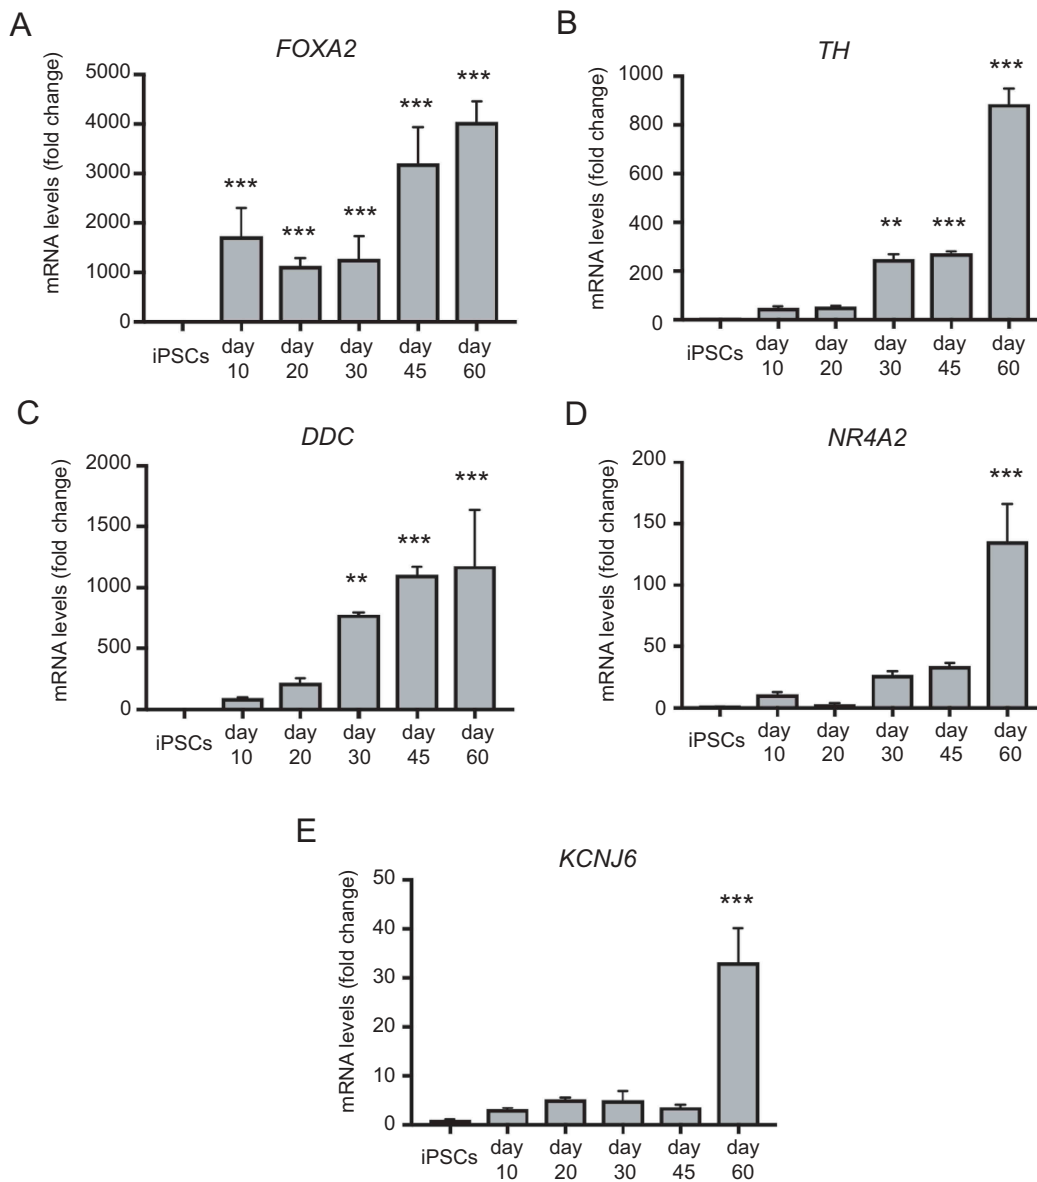 A
FOXA2
mRNA levels (fold change)
5000
4000
3000
2000
1000
0
***
***
***
***
***
iPSCs
day 10
day 20
day 30
day 45
day 60
B
TH
mRNA levels (fold change)
1000
800
600
400
200
0
**
***
***
iPSCs
day 10
day 20
day 30
day 45
day 60
C
DDC
mRNA levels (fold change)
2000
1500
1000
500
0
**
***
***
iPSCs
day 10
day 20
day 30
day 45
day 60
D
NR4A2
mRNA levels (fold change)
200
150
100
50
0
***
iPSCs
day 10
day 20
day 30
day 45
day 60
E
KCNJ6
mRNA levels (fold change)
50
40
30
20
10
0
***
iPSCs
day 10
day 20
day 30
day 45
day 60